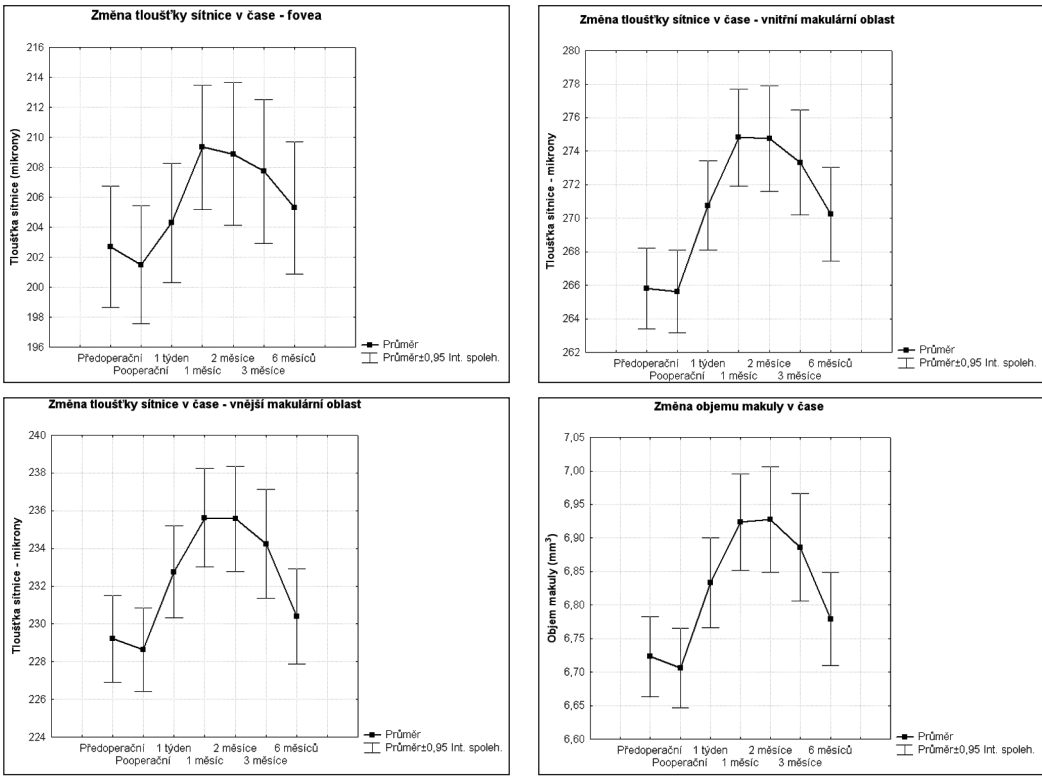 Změna tloušťky sítnice v čase - fovea
216
214
212
210
209
208
206
204
202
201
200
198
196
Tloušťka sítnice (mikrony)
Předoperační 1 týden 2 měsíce 6 měsíců
Pooperační 1 měsíc 3 měsíce
Průměr
Průměr±0,95 Int. spoleh.
Změna tloušťky sítnice v čase - vnitřní makulární oblast
280
278
276
274
272
270
268
266
264
262
Tloušťka sítnice - mikrony
Předoperační 1 týden 2 měsíce 6 měsíců
Pooperační 1 měsíc 3 měsíce
Průměr
Průměr±0,95 Int. spoleh.
Změna tloušťky sítnice v čase - vnější makulární oblast
240
238
236
234
232
230
228
226
224
Tloušťka sítnice - mikrony
Předoperační 1 týden 2 měsíce 6 měsíců
Pooperační 1 měsíc 3 měsíce
Průměr
Průměr±0,95 Int. spoleh.
Změna objemu makuly v čase
7,05
7,00
6,95
6,90
6,85
6,80
6,75
6,70
6,65
6,60
Objem makuly (mm³)
Předoperační 1 týden 2 měsíce 6 měsíců
Pooperační 1 měsíc 3 měsíce
Průměr
Průměr±0,95 Int. spoleh.